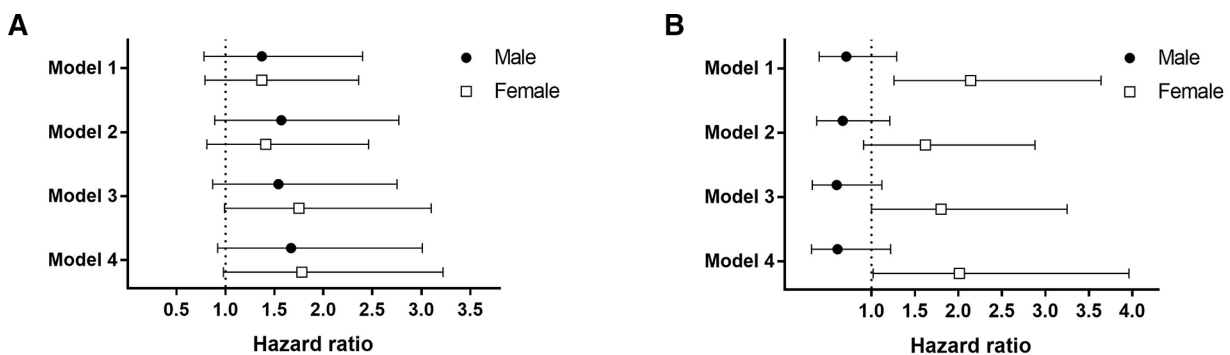 A
Model 1
Model 2
Model 3
Model 4
Male
Female
0.5 1.0 1.5 2.0 2.5 3.0 3.5
Hazard ratio
B
Model 1
Model 2
Model 3
Model 4
Male
Female
1.0 1.5 2.0 2.5 3.0 3.5 4.0
Hazard ratio